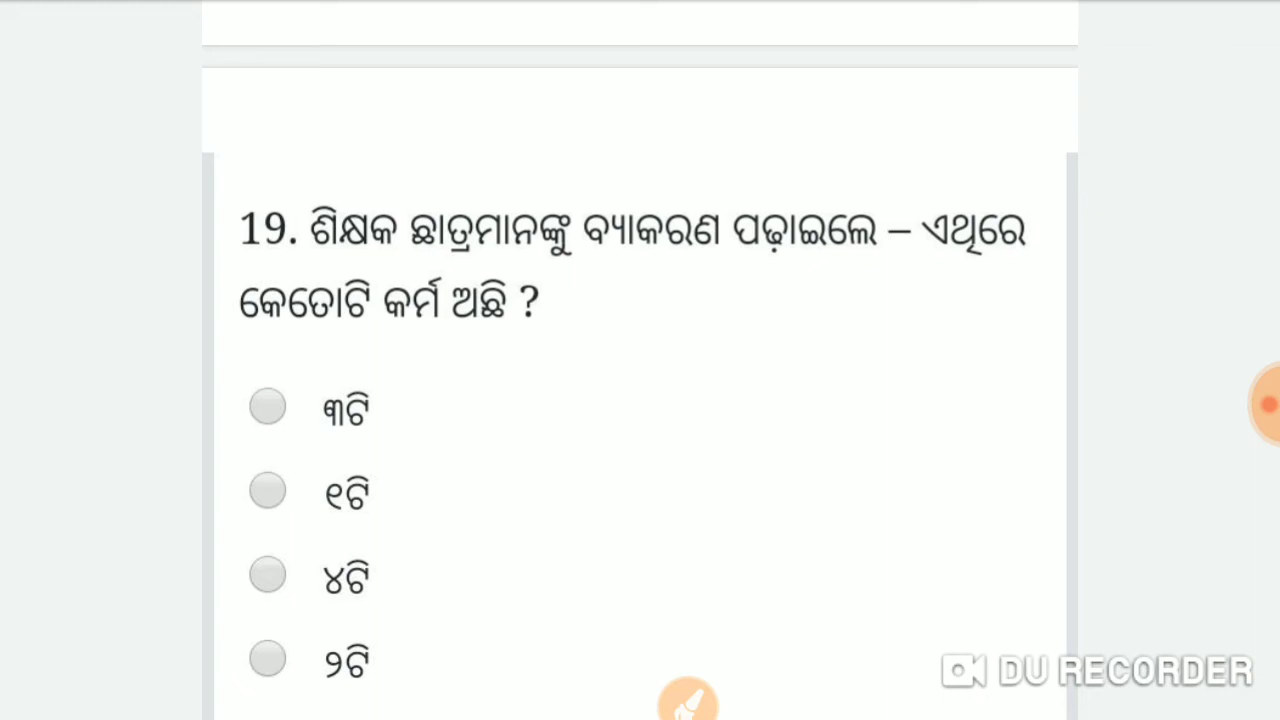 19. ଶିକ୍ଷକ ଛାତ୍ରମାନଙ୍କୁ ବ୍ୟାକରଣ ପଢ଼ାଇଲେ – ଏଥିରେ
କେତୋଟି କର୍ମ ଅଛି ?
୩ଟି
୧ଟି
୪ଟି
୨ଟି
DU RECORDER